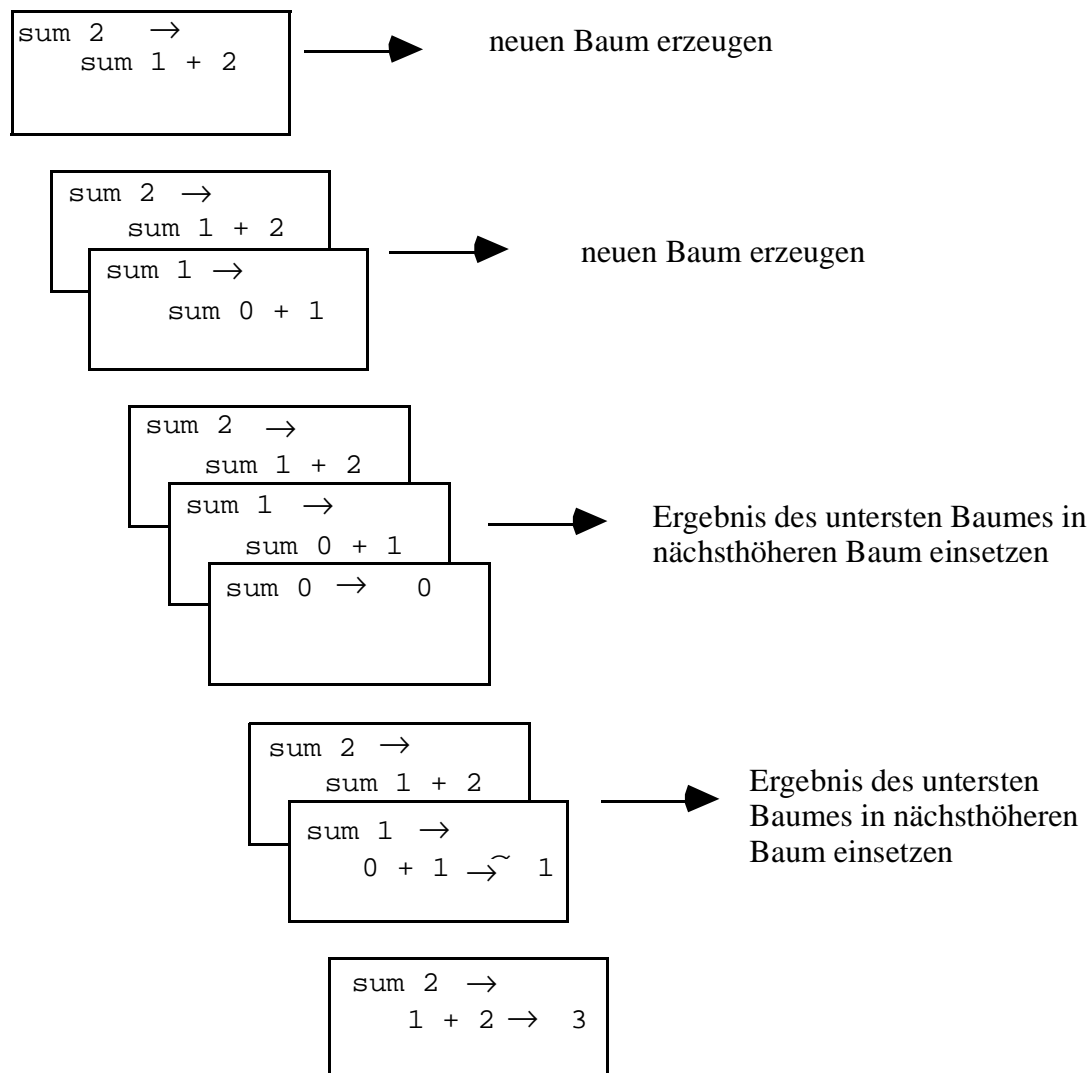 sum 2 →
neuen Baum erzeugen
sum 1 + 2
sum 2 →
sum 1 + 2
neuen Baum erzeugen
sum 1 →
sum 0 + 1
sum 2 →
sum 1 + 2
sum 1 →
Ergebnis des untersten Baumes in
sum 0 + 1
nächsthöheren Baum einsetzen
sum 0 → 0
sum 2 →
sum 1 + 2
Ergebnis des untersten
Baumes in nächsthöheren
Baum einsetzen
sum 1 →
0 + 1 →~ 1
sum 2 →
1 + 2 → 3